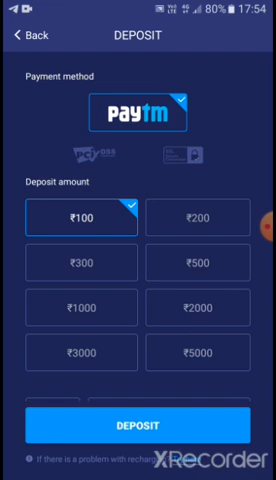 80% 17:54
Back
DEPOSIT
Payment method
paytm
Deposit amount
₹100
₹200
₹300
₹500
₹1000
₹2000
₹3000
₹5000
DEPOSIT
If there is a problem with recharg
XRecorder